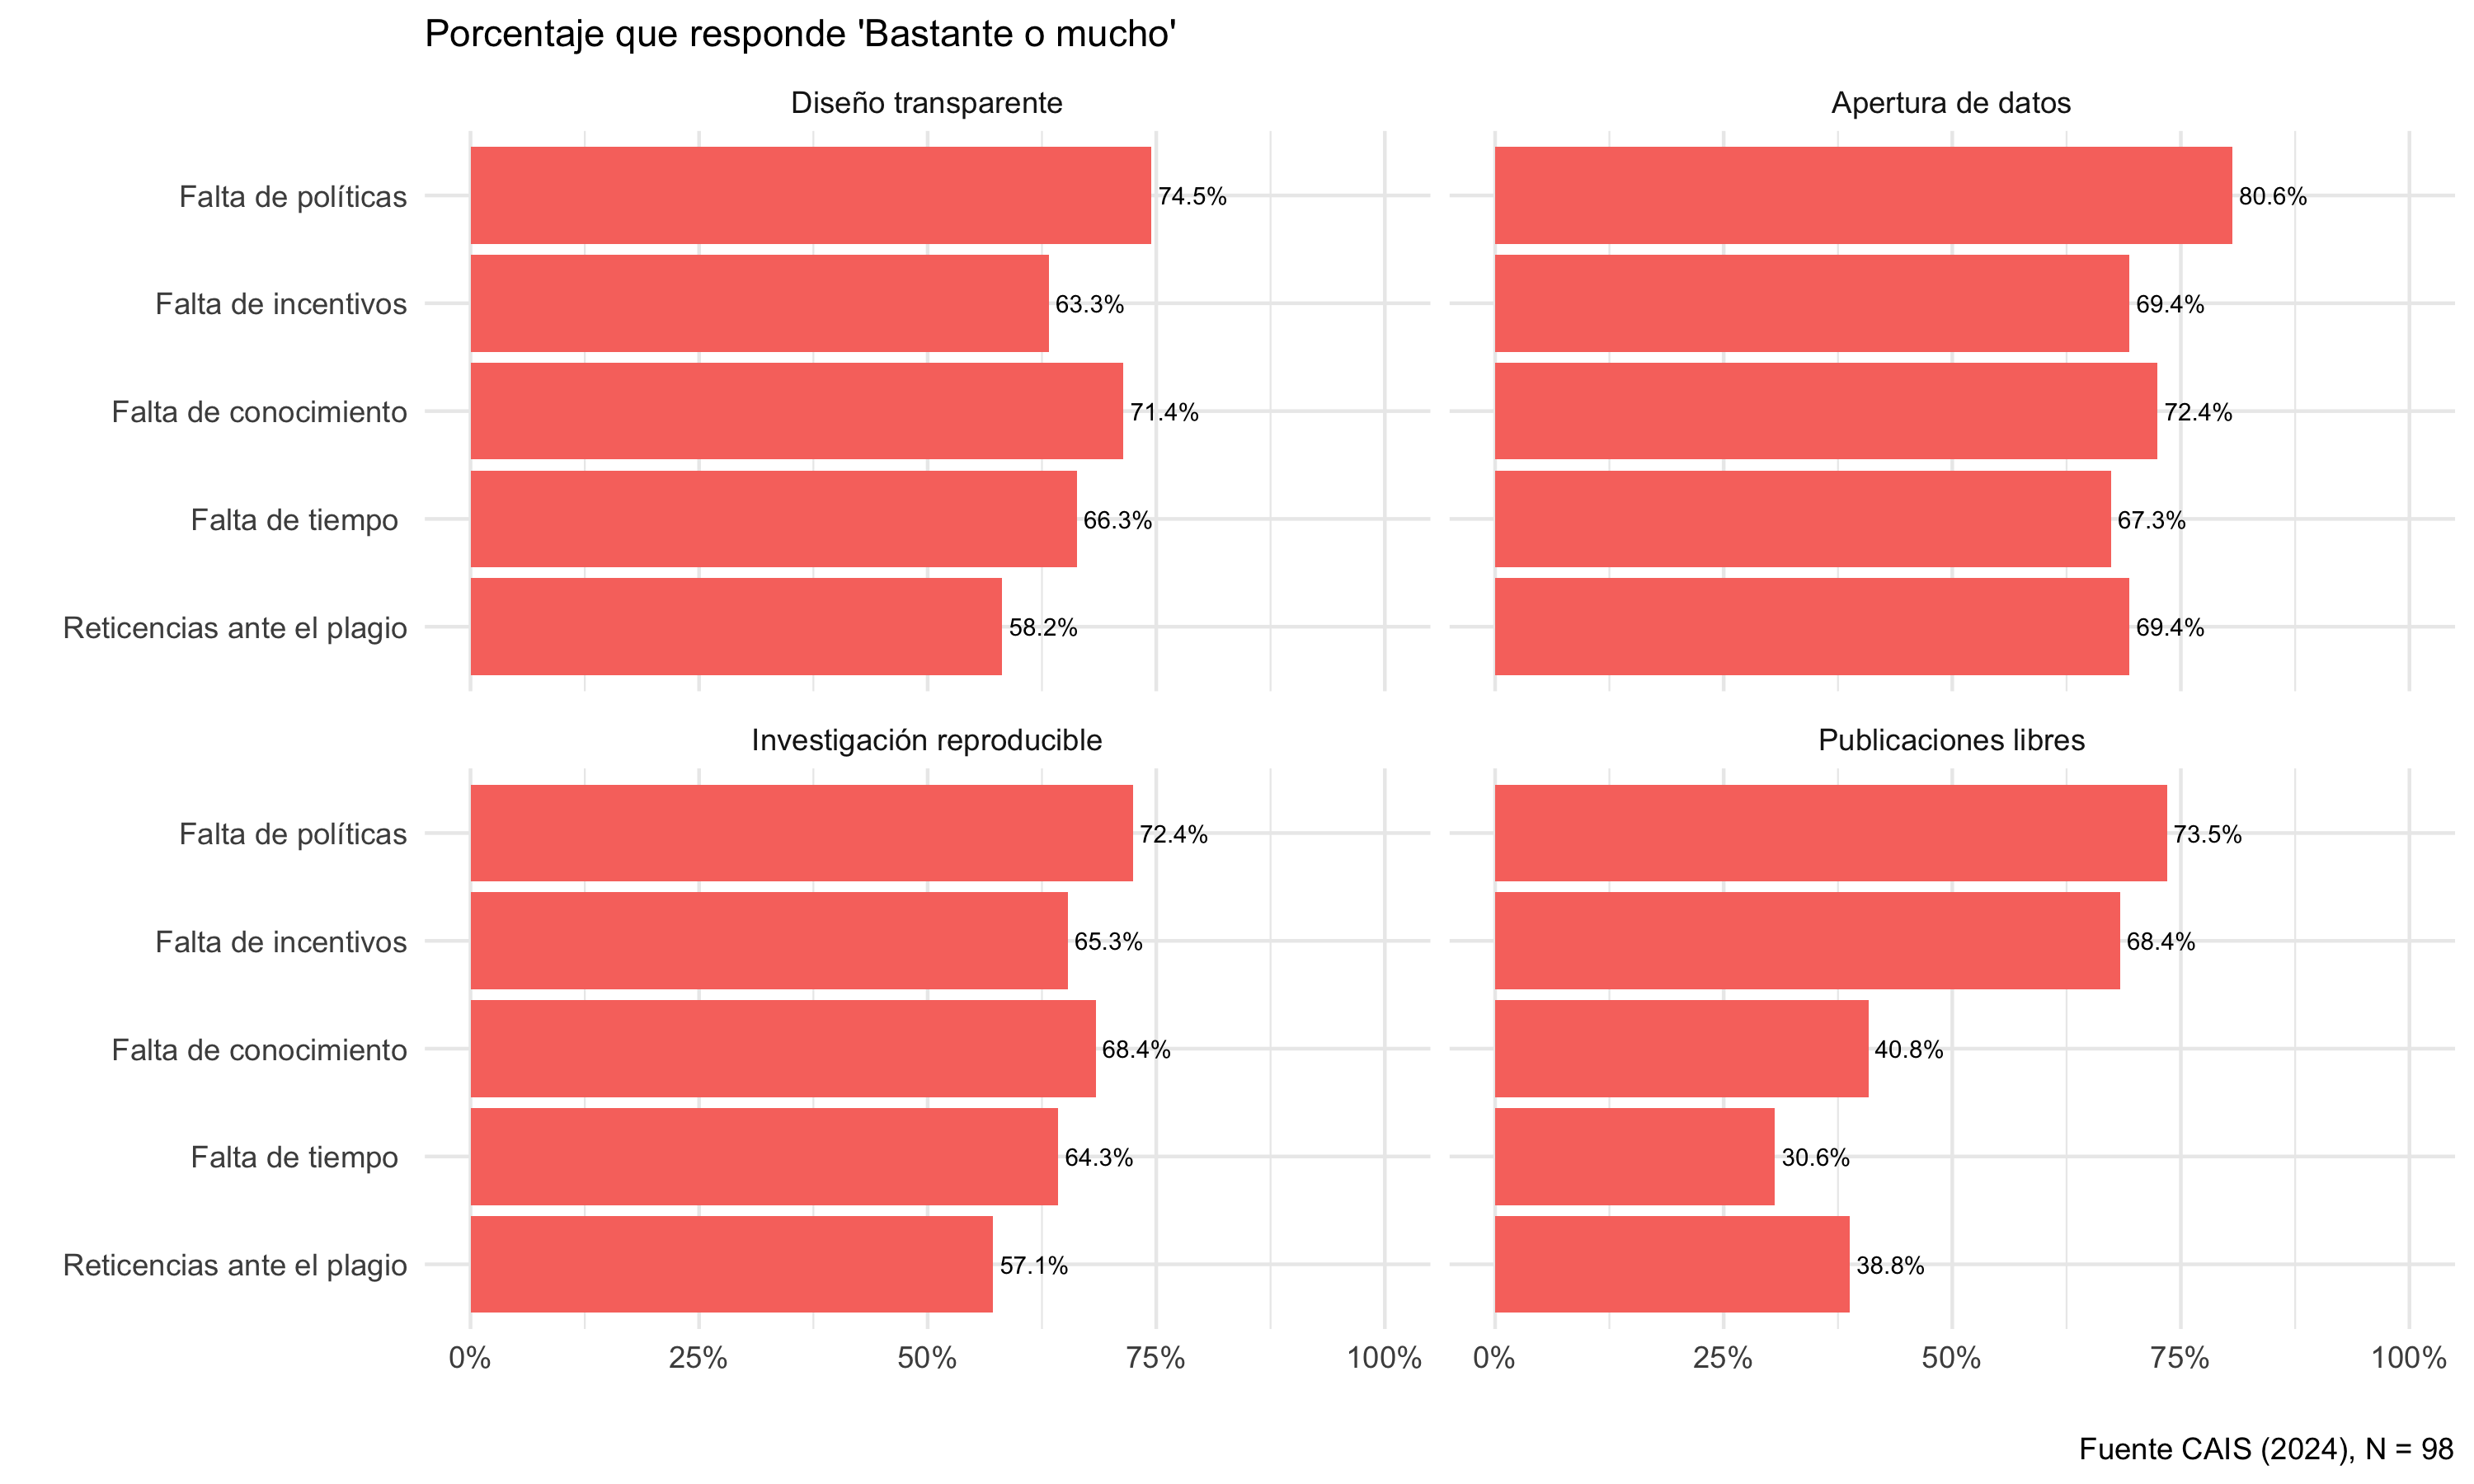 Porcentaje que responde 'Bastante o mucho'
Diseño transparente
Falta de políticas 74.5%
Falta de incentivos 63.3%
Falta de conocimiento 71.4%
Falta de tiempo 66.3%
Reticencias ante el plagio 58.2%
Apertura de datos
80.6%
69.4%
72.4%
67.3%
69.4%
Investigación reproducible
Falta de políticas 72.4%
Falta de incentivos 65.3%
Falta de conocimiento 68.4%
Falta de tiempo 64.3%
Reticencias ante el plagio 57.1%
0% 25% 50% 75% 100%
Publicaciones libres
73.5%
68.4%
40.8%
30.6%
38.8%
0% 25% 50% 75% 100%
Fuente CAIS (2024), N = 98